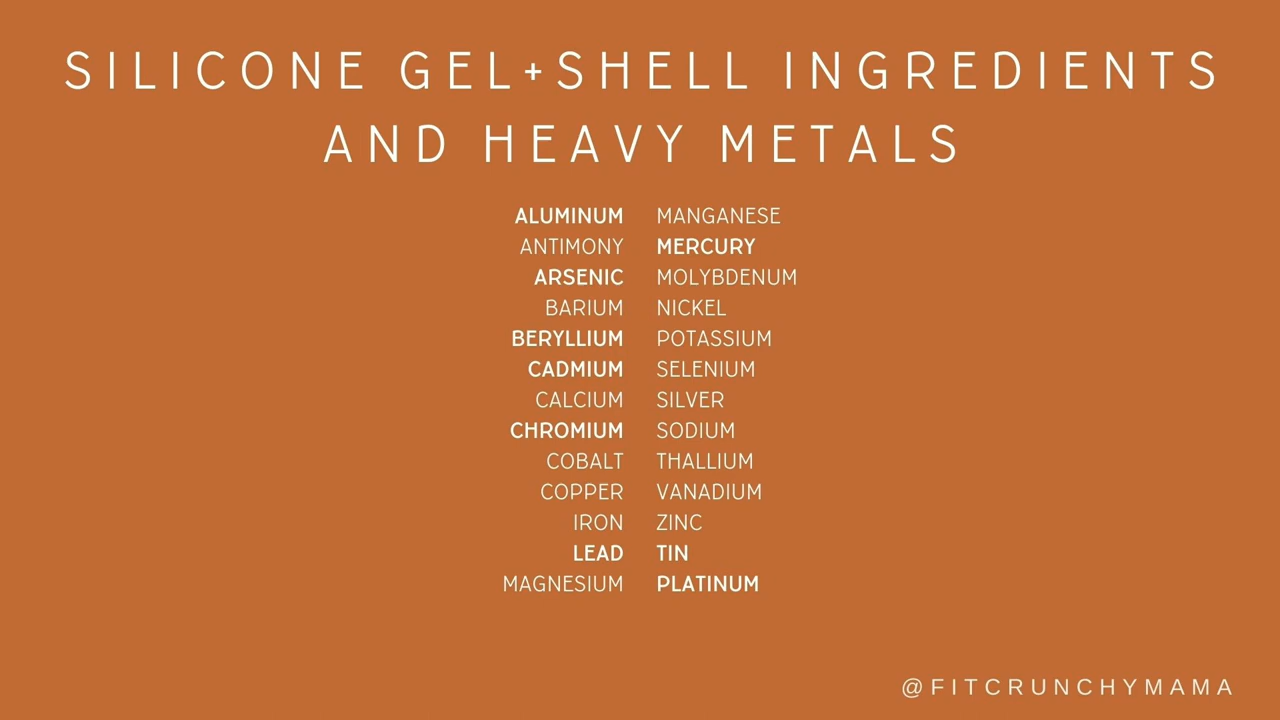 SILICONE GEL+SHELL INGREDIENTS
AND HEAVY METALS
ALUMINUM
ANTIMONY
ARSENIC
BARIUM
BERYLLIUM
CADMIUM
CALCIUM
CHROMIUM
COBALT
COPPER
IRON
LEAD
MAGNESIUM
MANGANESE
MERCURY
MOLYBDENUM
NICKEL
POTASSIUM
SELENIUM
SILVER
SODIUM
THALLIUM
VANADIUM
ZINC
TIN
PLATINUM
@FITCRUNCHYMAMA